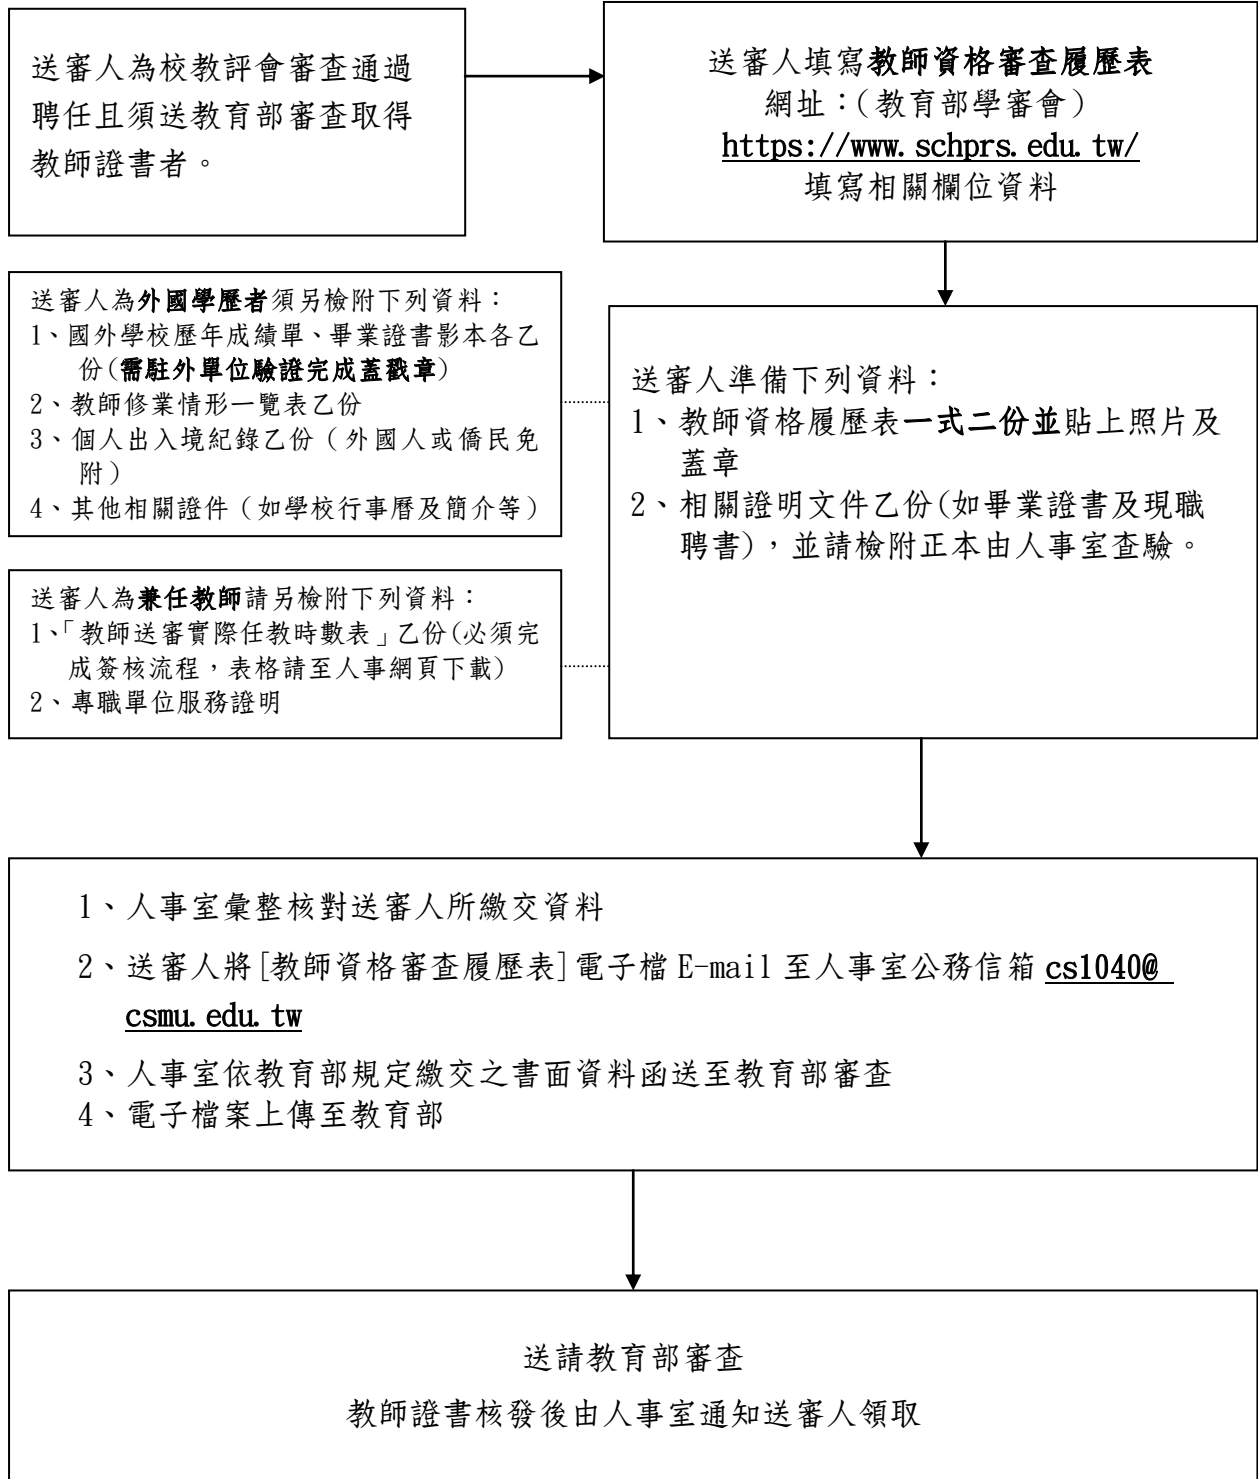 送審人為校教評會審查通過
聘任且須送教育部審查取得
教師證書者。
送審人填寫教師資格審查履歷表
網址：(教育部學審會)
https://www.schprs.edu.tw/
填寫相關欄位資料
送審人為外國學歷者須另檢附下列資料：
1、國外學校歷年成績單、畢業證書影本各乙
份(需駐外單位驗證完成蓋戳章)
2、教師修業情形一覽表乙份
3、個人出入境紀錄乙份（外國人或僑民免
附）
4、其他相關證件（如學校行事曆及簡介等）
送審人為兼任教師請另檢附下列資料：
1、「教師送審實際任教時數表」乙份(必須完
成簽核流程，表格請至人事網頁下載)
2、專職單位服務證明
送審人準備下列資料：
1、教師資格履歷表一式二份並貼上照片及
蓋章
2、相關證明文件乙份(如畢業證書及現職
聘書)，並請檢附正本由人事室查驗。
1、人事室彙整核對送審人所繳交資料
2、送審人將[教師資格審查履歷表]電子檔 E-mail 至人事室公務信箱 cs1040@
csmu.edu.tw
3、人事室依教育部規定繳交之書面資料函送至教育部審查
4、電子檔案上傳至教育部
送請教育部審查
教師證書核發後由人事室通知送審人領取